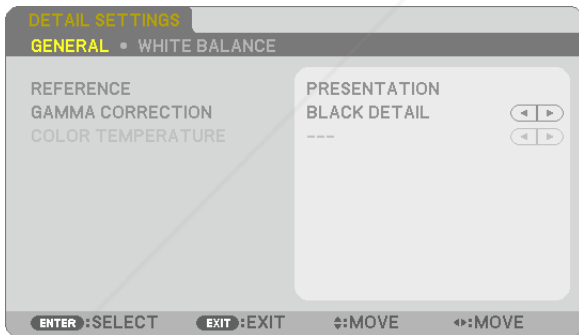 DETAIL SETTINGS
GENERAL • WHITE BALANCE
REFERENCE PRESENTATION
GAMMA CORRECTION BLACK DETAIL
COLOR TEMPERATURE ---
ENTER :SELECT EXIT :EXIT :MOVE :MOVE